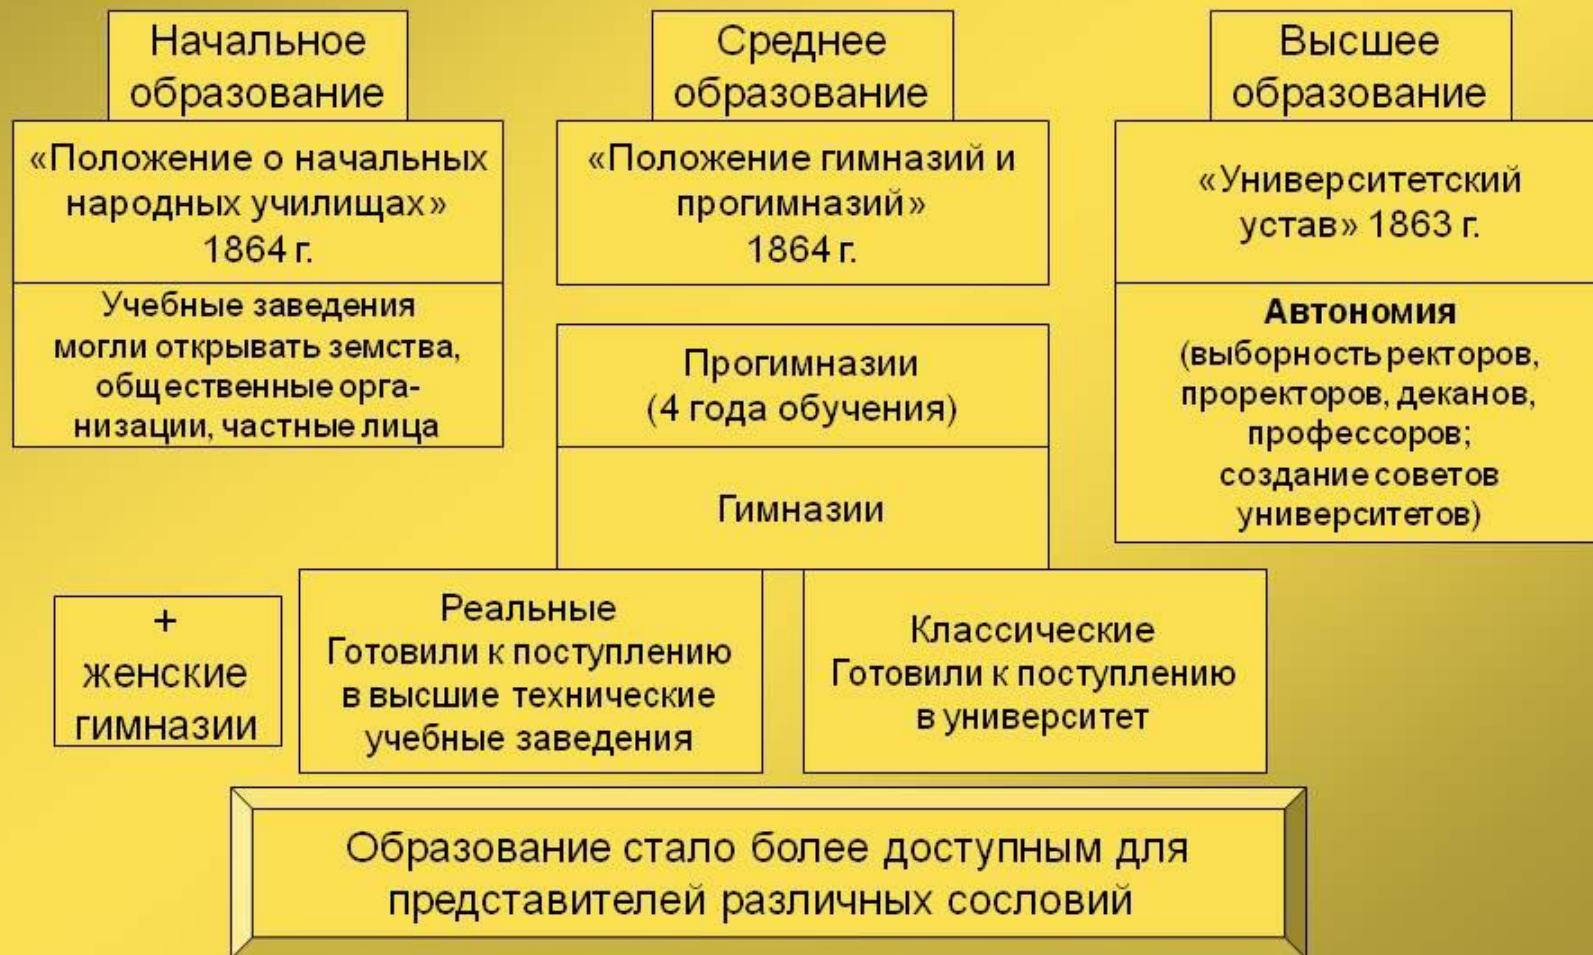 Начальное
образование
«Положение о начальных
народных училищах»
1864 г.
Учебные заведения
могли открывать земства,
общественные орга-
низации, частные лица
Среднее
образование
«Положение гимназий и
прогимназий»
1864 г.
Прогимназии
(4 года обучения)
Гимназии
Высшее
образование
«Университетский
устав» 1863 г.
Автономия
(выборность ректоров,
проректоров, деканов,
профессоров;
создание советов
университетов)
+
женские
гимназии
Реальные
Готовили к поступлению
в высшие технические
учебные заведения
Классические
Готовили к поступлению
в университет
Образование стало более доступным для
представителей различных сословий